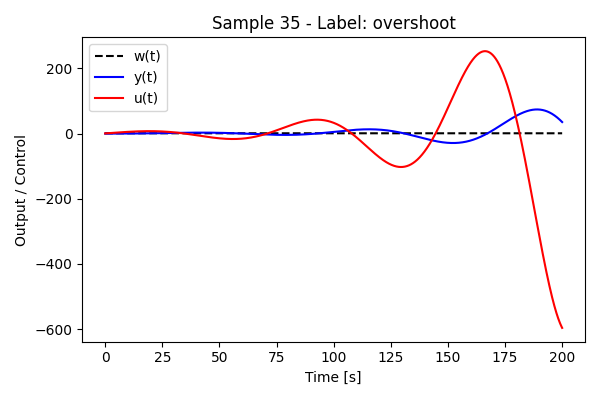 Sample 35 - Label: overshoot
w(t)
y(t)
u(t)
Output / Control
200
0
−200
−400
−600
0 25 50 75 100 125 150 175 200
Time [s]